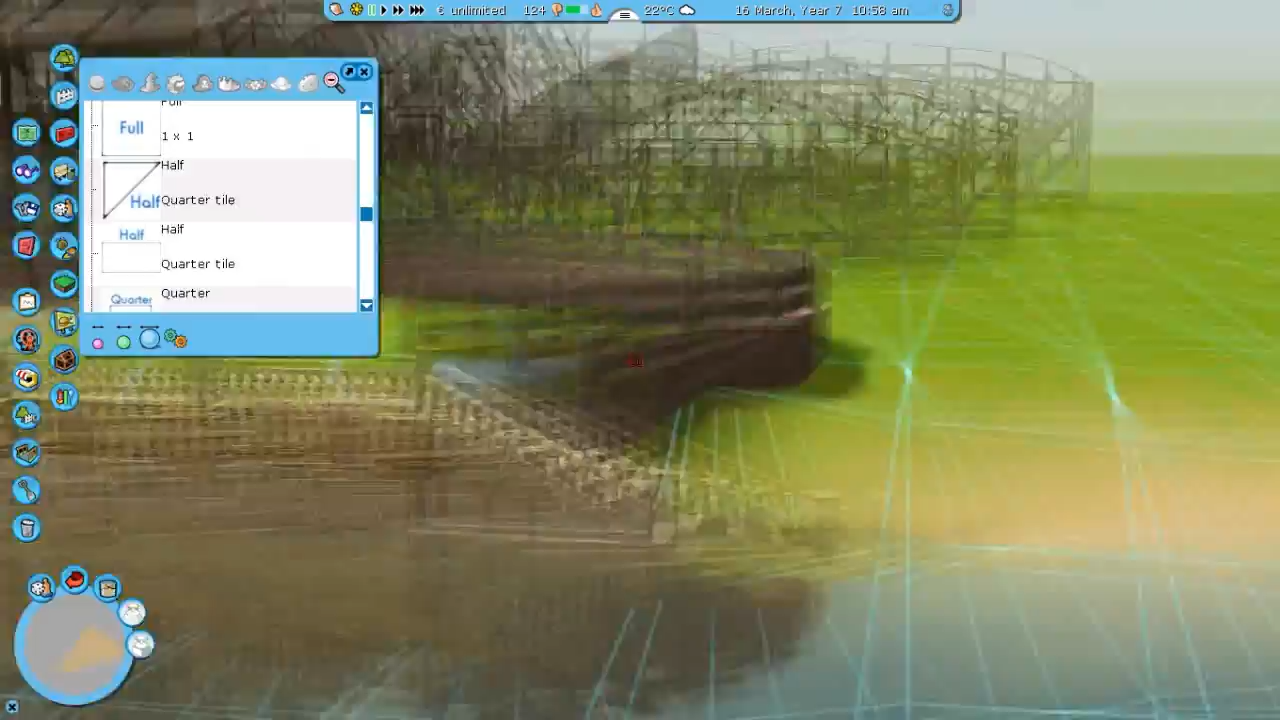 € unlimited 124 22°C 16 March, Year 7 10:58 am
Full
Full
1 x 1
Half
Half
Quarter tile
Half
Half
Quarter tile
Quarter
Quarter